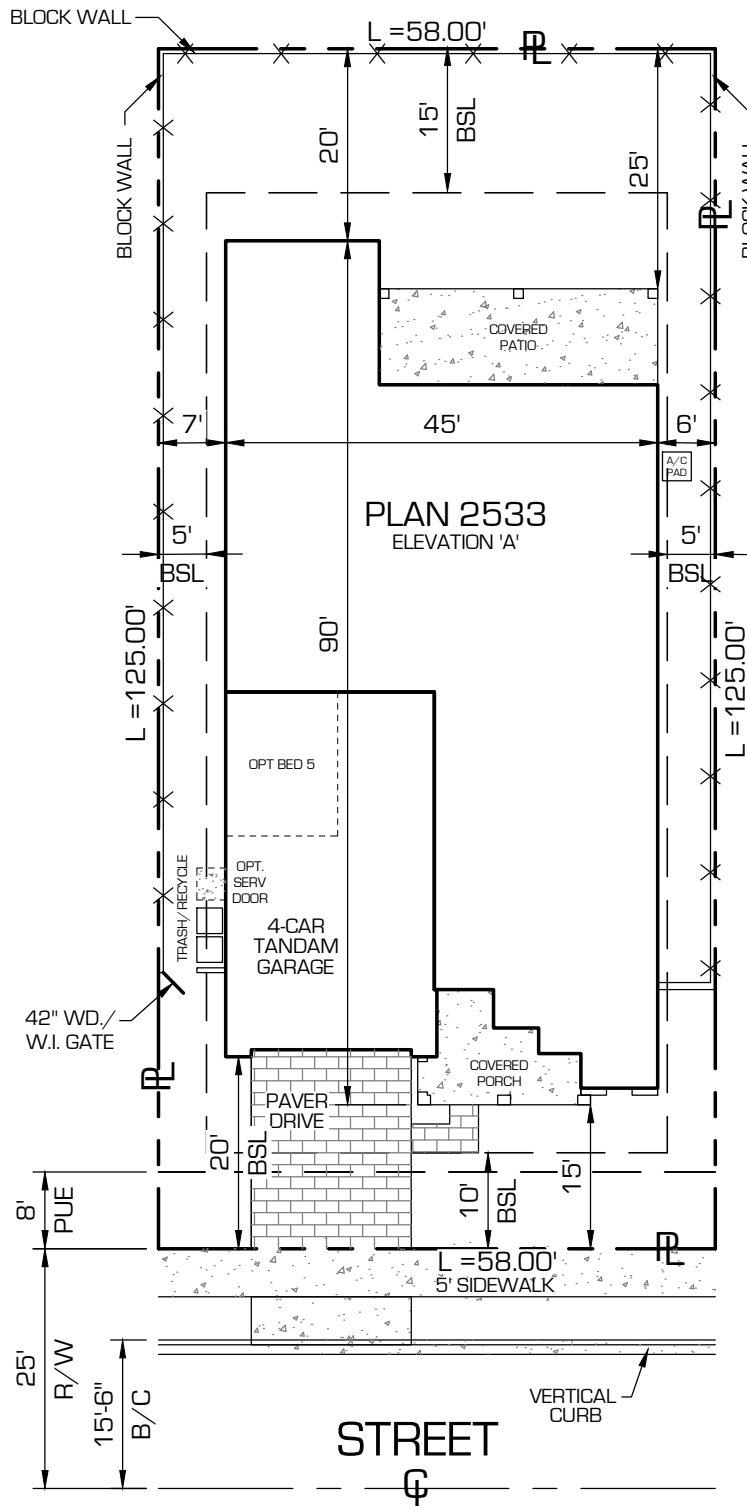 BLOCK WALL
L =58.00'
PL
BLOCK WALL
20'
15'
BSL
25'
BLOCK WALL
PL
COVERED
PATIO
7'
45'
6'
A/C
PAD
PLAN 2533
ELEVATION 'A'
5'
BSL
5'
BSL
90'
L =125.00'
L =125.00'
OPT BED 5
TRASH/RECYCLE
OPT.
SERV
DOOR
4-CAR
TANDAM
GARAGE
42" WD./
W.I. GATE
PL
COVERED
PORCH
PAVER
DRIVE
20'
BSL
10'
BSL
15'
8'
PUE
PL
L =58.00'
5' SIDEWALK
25'
R/W
15'-6"
B/C
VERTICAL
CURB
STREET
CL